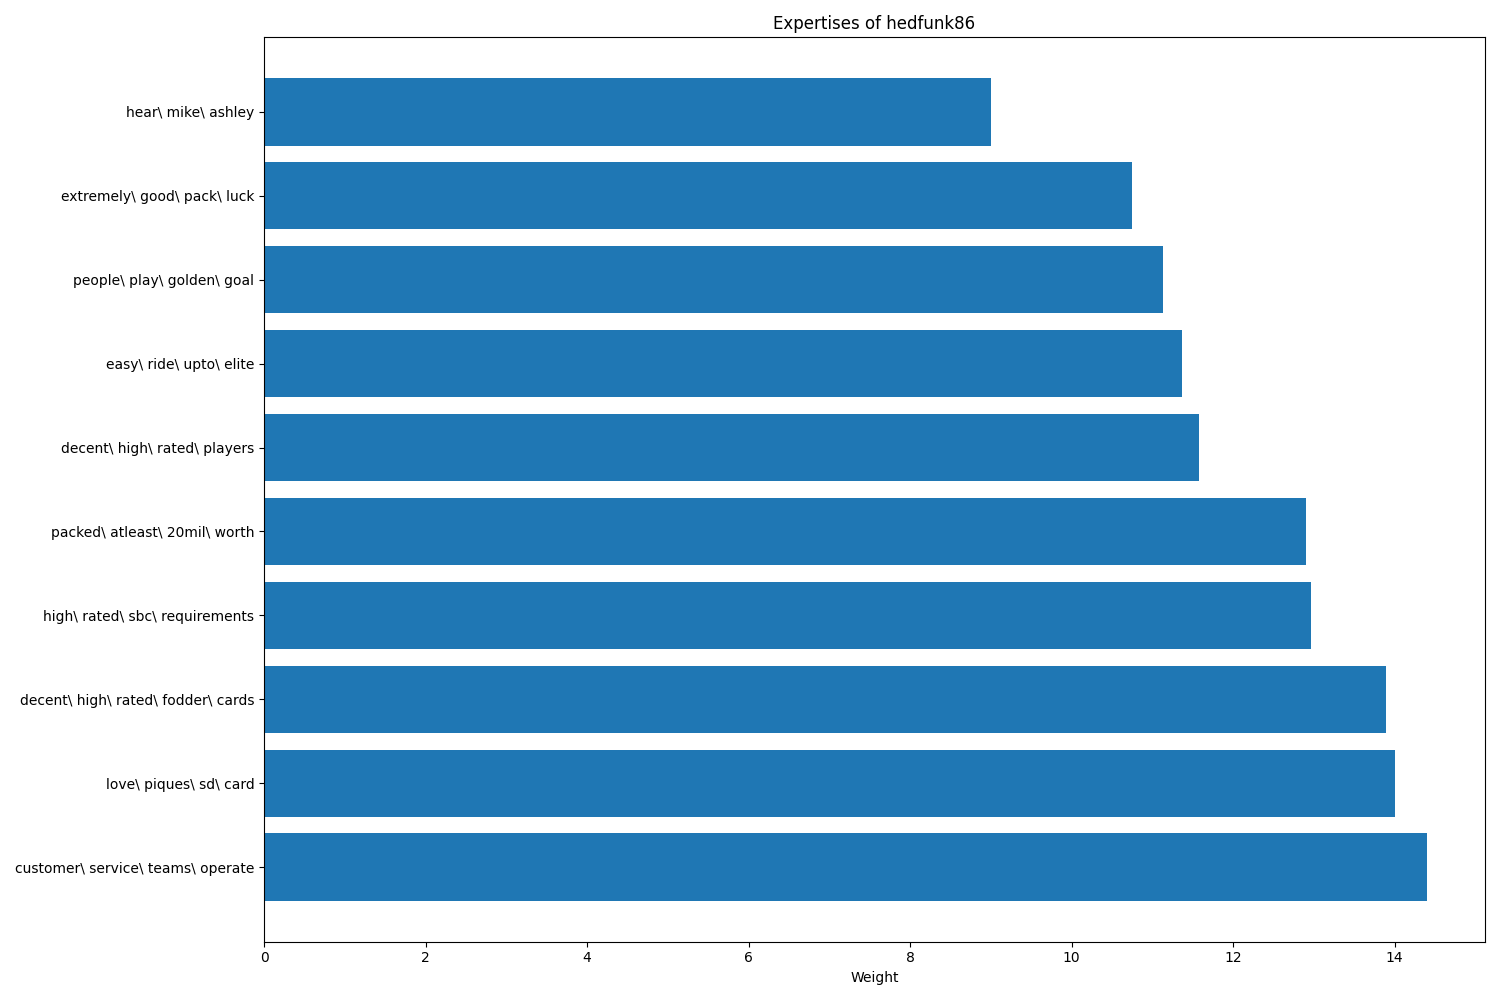 Expertises of hedfunk86
hear\ mike\ ashley
extremely\ good\ pack\ luck
people\ play\ golden\ goal
easy\ ride\ upto\ elite
decent\ high\ rated\ players
packed\ atleast\ 20mil\ worth
high\ rated\ sbc\ requirements
decent\ high\ rated\ fodder\ cards
love\ piques\ sd\ card
customer\ service\ teams\ operate
0 2 4 6 8 10 12 14
Weight